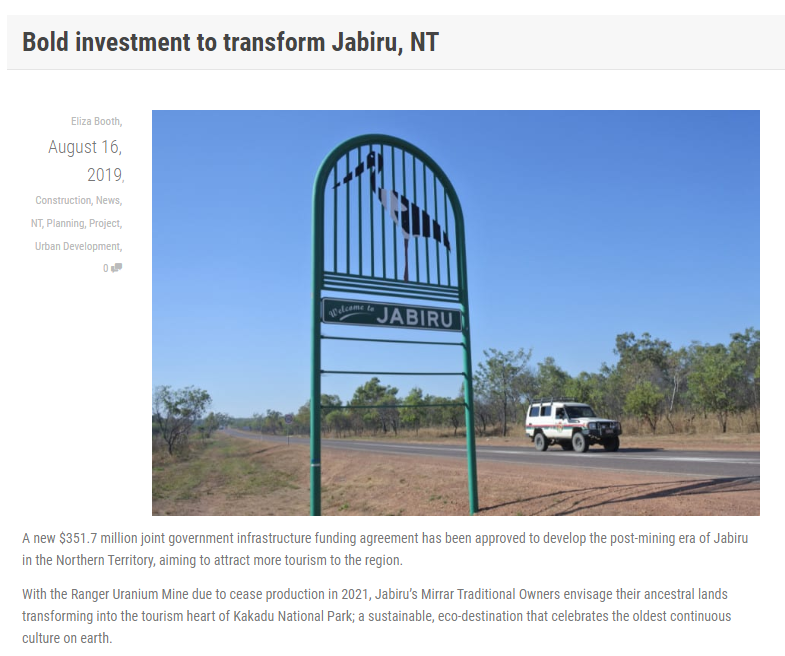 Bold investment to transform Jabiru, NT
Eliza Booth,
August 16,
2019,
Construction, News,
NT, Planning, Project,
Urban Development,
0
Welcome to
JABIRU
A new $351.7 million joint government infrastructure funding agreement has been approved to develop the post-mining era of Jabiru
in the Northern Territory, aiming to attract more tourism to the region.
With the Ranger Uranium Mine due to cease production in 2021, Jabiru’s Mirrar Traditional Owners envisage their ancestral lands
transforming into the tourism heart of Kakadu National Park; a sustainable, eco-destination that celebrates the oldest continuous
culture on earth.